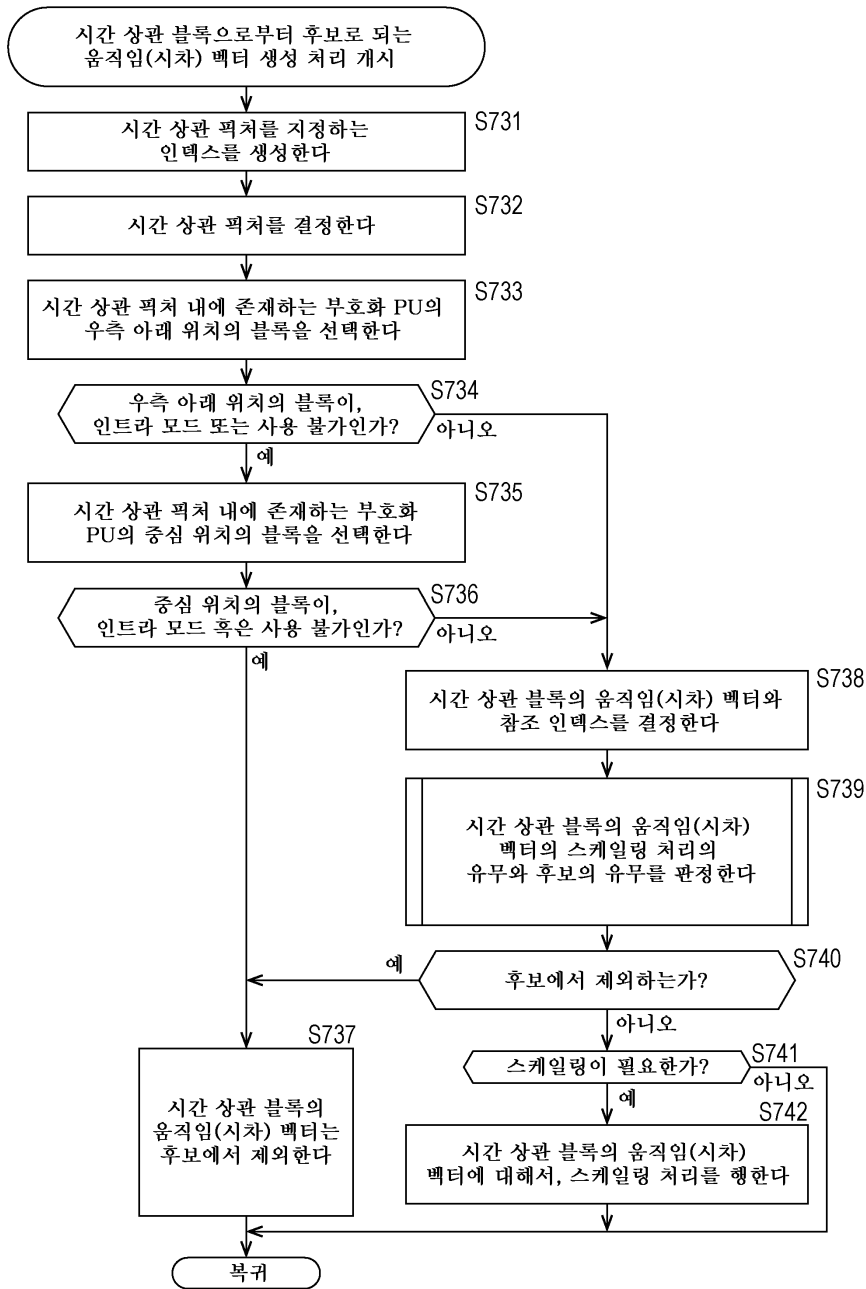 시간 상관 블록으로부터 후보로 되는
움직임(시차) 벡터 생성 처리 개시
S731
시간 상관 픽처를 지정하는
인덱스를 생성한다
S732
시간 상관 픽처를 결정한다
S733
시간 상관 픽처 내에 존재하는 부호화 PU의
우측 아래 위치의 블록을 선택한다
S734
우측 아래 위치의 블록이,
인트라 모드 또는 사용 불가인가?
아니오
예
S735
시간 상관 픽처 내에 존재하는 부호화
PU의 중심 위치의 블록을 선택한다
S736
중심 위치의 블록이,
인트라 모드 혹은 사용 불가인가?
아니오
예
S738
시간 상관 블록의 움직임(시차) 벡터와
참조 인덱스를 결정한다
S739
시간 상관 블록의 움직임(시차)
벡터의 스케일링 처리의
유무와 후보의 유무를 판정한다
S740
예
후보에서 제외하는가?
아니오
S737
시간 상관 블록의
움직임(시차) 벡터는
후보에서 제외한다
S741
스케일링이 필요한가?
아니오
예
S742
시간 상관 블록의 움직임(시차)
벡터에 대해서, 스케일링 처리를 행한다
복귀